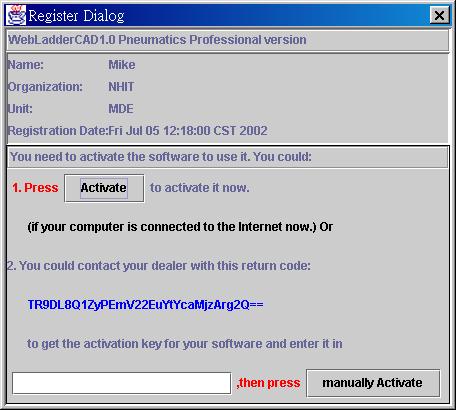 Register Dialog
WebLadderCAD1.0 Pneumatics Professional version
Name: Mike
Organization: NHIT
Unit: MDE
Registration Date:Fri Jul 05 12:18:00 CST 2002
You need to activate the software to use it. You could:
1. Press Activate to activate it now.
(if your computer is connected to the Internet now.) Or
2. You could contact your dealer with this return code:
TR9DL8Q1ZyPEmV22EuYtYcaMjzArg2Q==
to get the activation key for your software and enter it in
,then press manually Activate